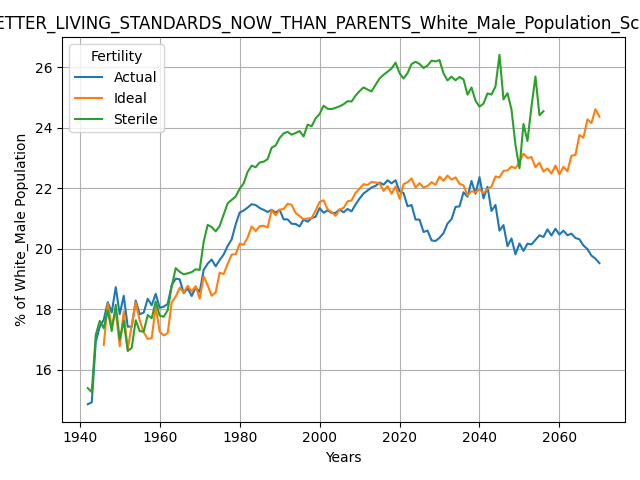 ETTER_LIVING_STANDARDS_NOW_THAN_PARENTS_White_Male_Population_Sc
Fertility
Actual
Ideal
Sterile
% of White_Male Population
26
24
22
20
18
16
1940 1960 1980 2000 2020 2040 2060
Years